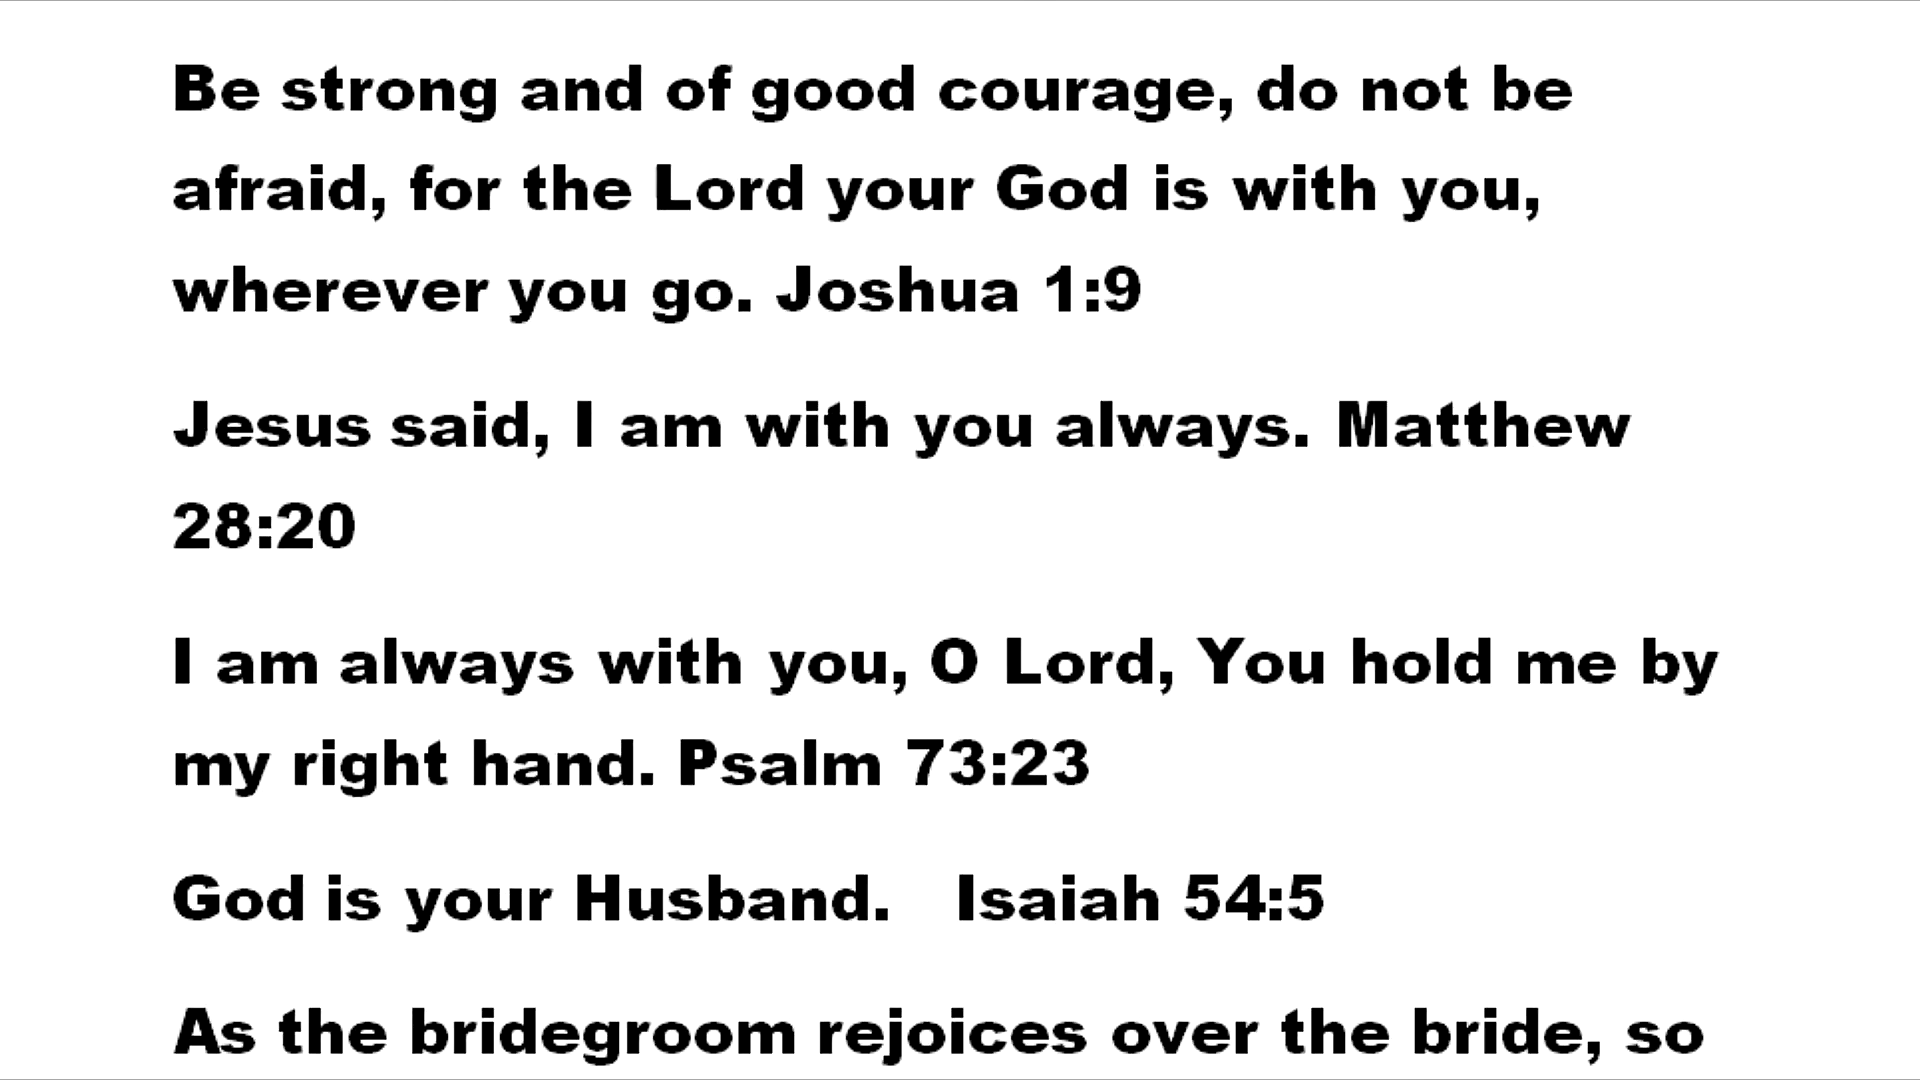 Be strong and of good courage, do not be
afraid, for the Lord your God is with you,
wherever you go. Joshua 1:9
Jesus said, I am with you always. Matthew
28:20
I am always with you, O Lord, You hold me by
my right hand. Psalm 73:23
God is your Husband.   Isaiah 54:5
As the bridegroom rejoices over the bride, so